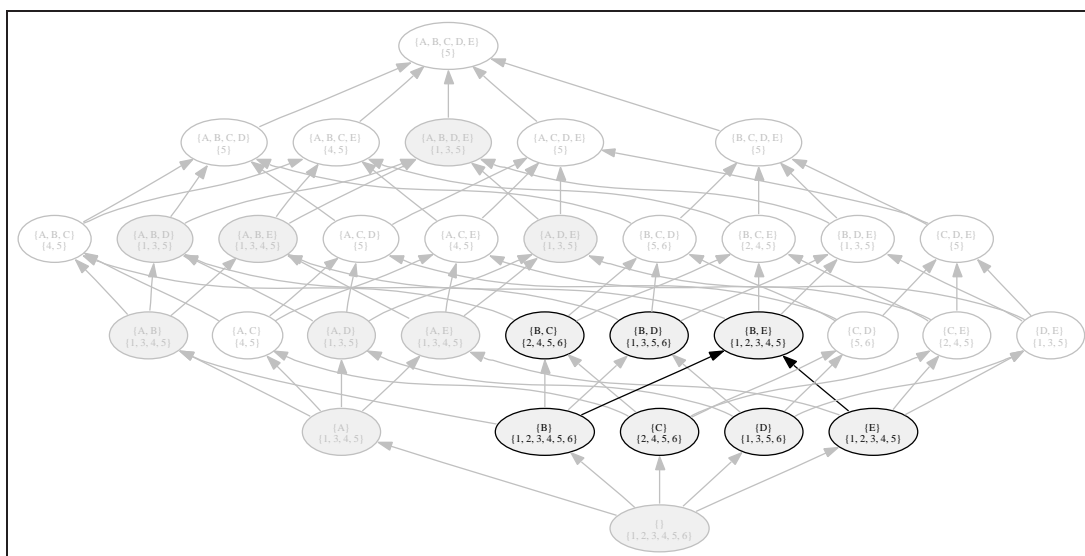 {A, B, C, D, E}
{5}
{A, B, C, D}
{5}
{A, B, C, E}
{4, 5}
{A, B, D, E}
{1, 3, 5}
{A, C, D, E}
{5}
{B, C, D, E}
{5}
{A, B, C}
{4, 5}
{A, B, D}
{1, 3, 5}
{A, B, E}
{1, 3, 4, 5}
{A, C, D}
{5}
{A, C, E}
{4, 5}
{A, D, E}
{1, 3, 5}
{B, C, D}
{5, 6}
{B, C, E}
{2, 4, 5}
{B, D, E}
{1, 3, 5}
{C, D, E}
{5}
{A, B}
{1, 3, 4, 5}
{A, C}
{4, 5}
{A, D}
{1, 3, 5}
{A, E}
{1, 3, 4, 5}
{B, C}
{2, 4, 5, 6}
{B, D}
{1, 3, 5, 6}
{B, E}
{1, 2, 3, 4, 5}
{C, D}
{5, 6}
{C, E}
{2, 4, 5}
{D, E}
{1, 3, 5}
{A}
{1, 3, 4, 5}
{B}
{1, 2, 3, 4, 5, 6}
{C}
{2, 4, 5, 6}
{D}
{1, 3, 5, 6}
{E}
{1, 2, 3, 4, 5}
{}
{1, 2, 3, 4, 5, 6}